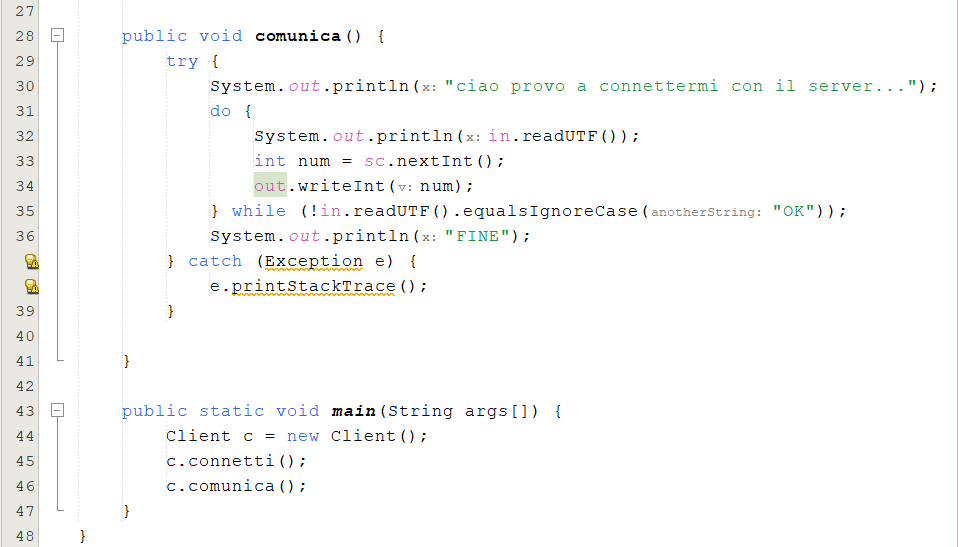 27
28 public void comunica() {
29 try {
30 System.out.println(x: "ciao provo a connettermi con il server...");
31 do {
32 System.out.println(x: in.readUTF());
33 int num = sc.nextInt();
34 out.writeInt(v: num);
35 } while (!in.readUTF().equalsIgnoreCase(anotherString: "OK"));
36 System.out.println(x: "FINE");
} catch (Exception e) {
e.printStackTrace();
39 }
40
41 }
42
43 public static void main(String args[]) {
44 Client c = new Client();
45 c.connetti();
46 c.comunica();
47 }
48 }